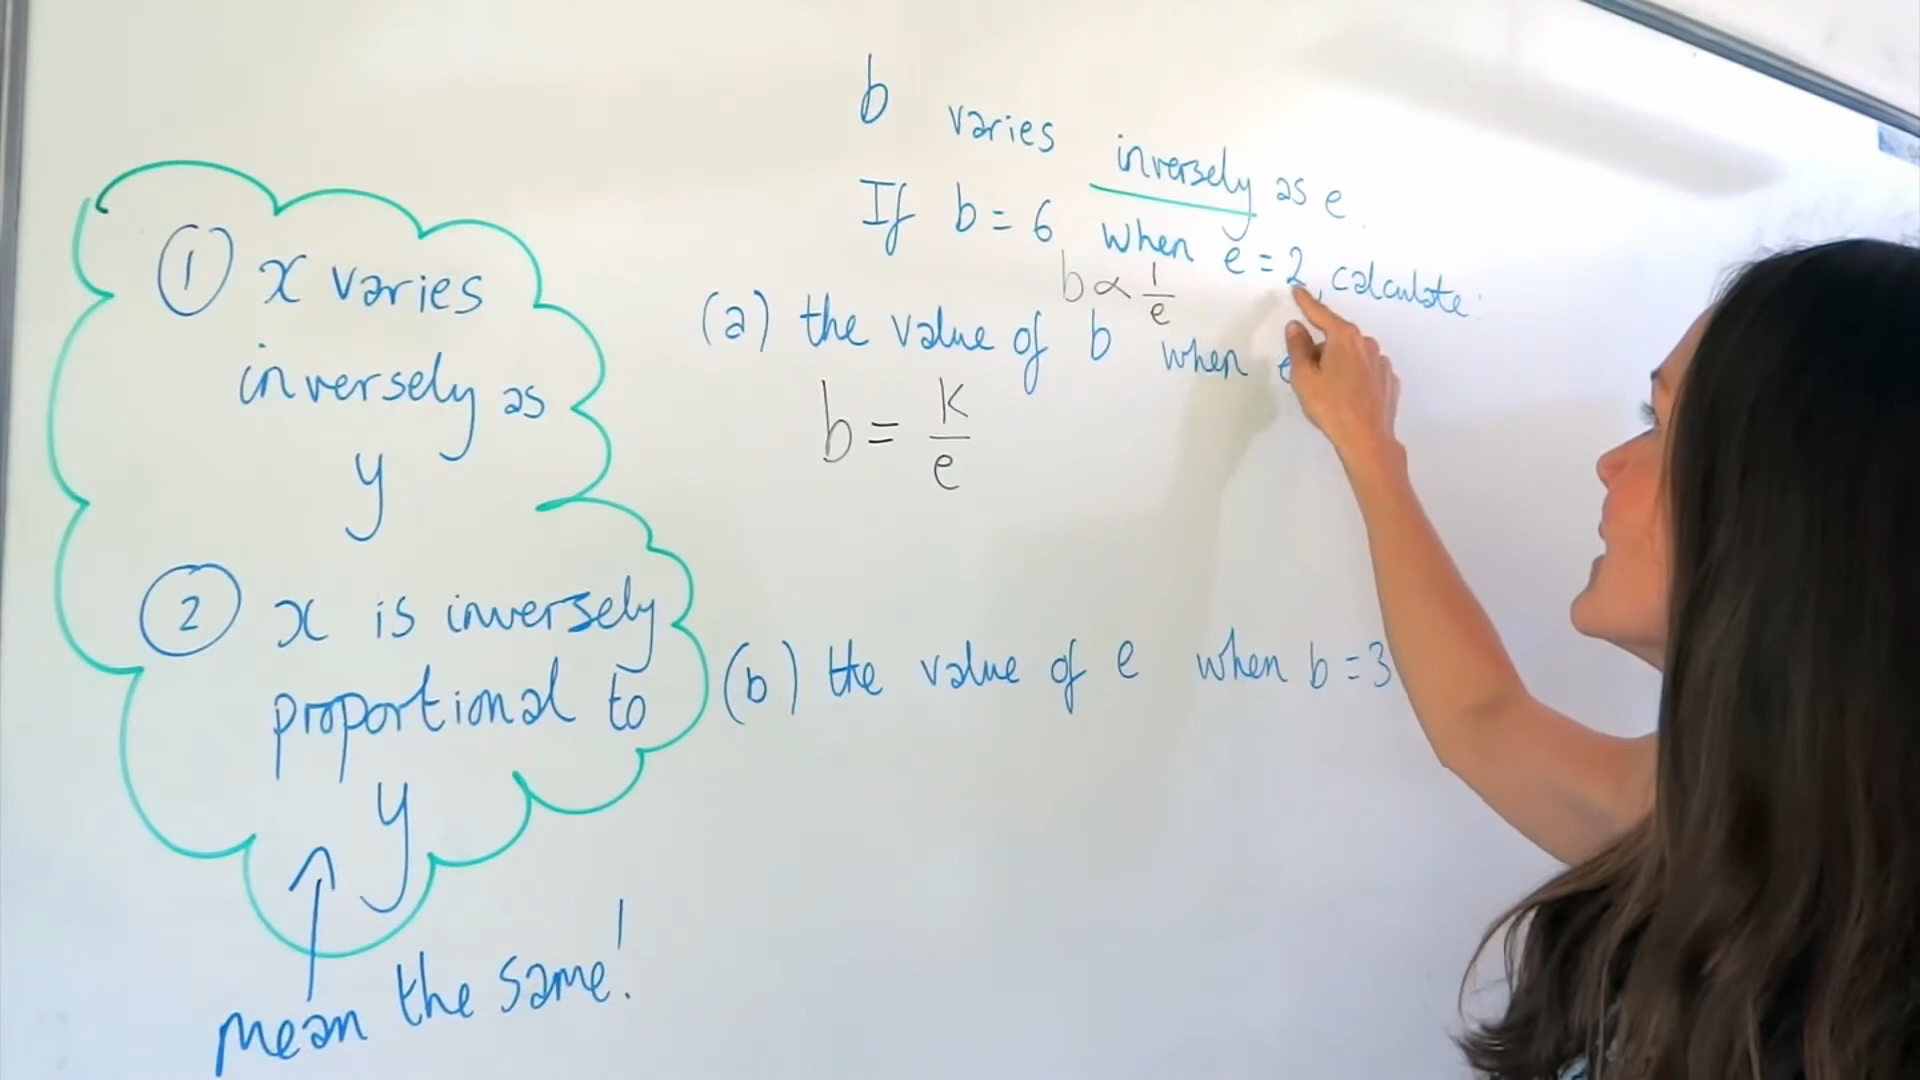 ① x varies
inversely as
y
② x is inversely
proportional to
y
mean the same!
b varies inversely as e.
If b = 6 when e = 2, calculate:
b ∝ 1/e
(a) the value of b when e
b = k/e
(b) the value of e when b = 3